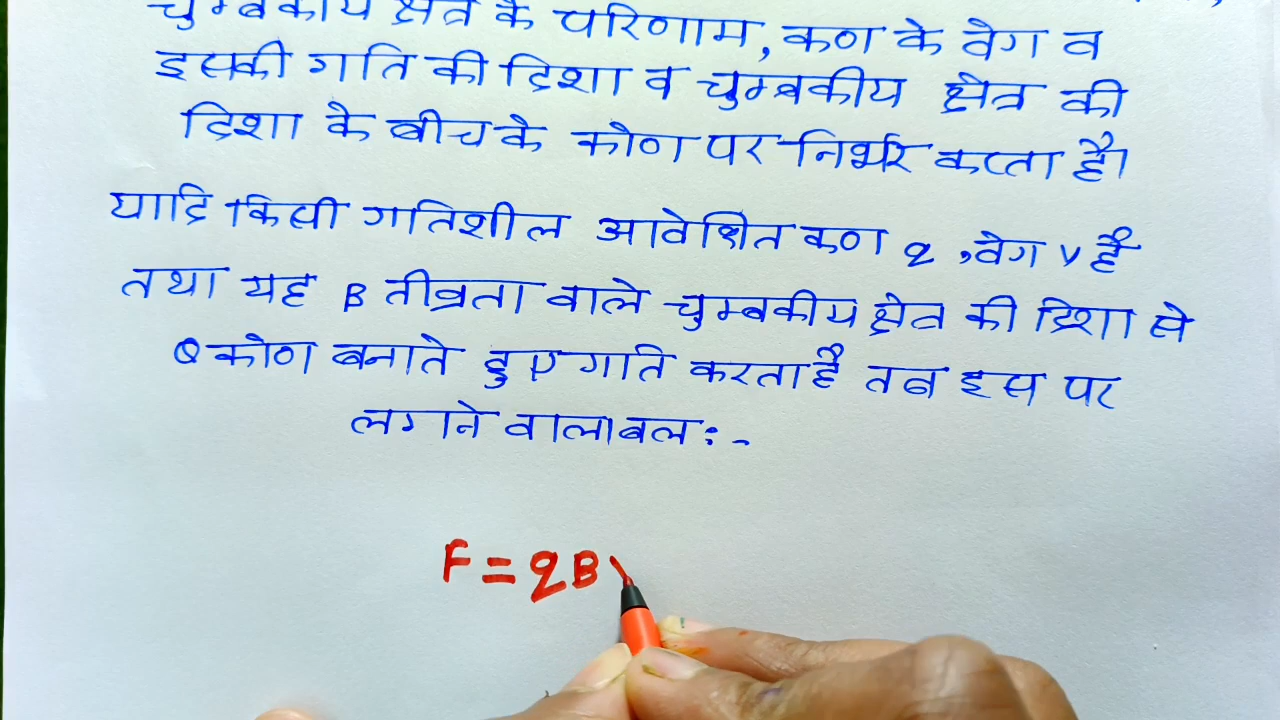 चुम्बकीय क्षेत्र के परिणाम, कण के वेग व
इसकी गति की दिशा व चुम्बकीय क्षेत्र की
दिशा के बीच के कोण पर निर्भर करता है।
यदि किसी गतिशील आवेक्षित कण q ,वेग v है
तथा यह B तीव्रता वाले चुम्बकीय क्षेत्र की दिशा से
θ कोण बनाते हुए गति करता है तब इस पर
लगने वाला बल:-
F = qB